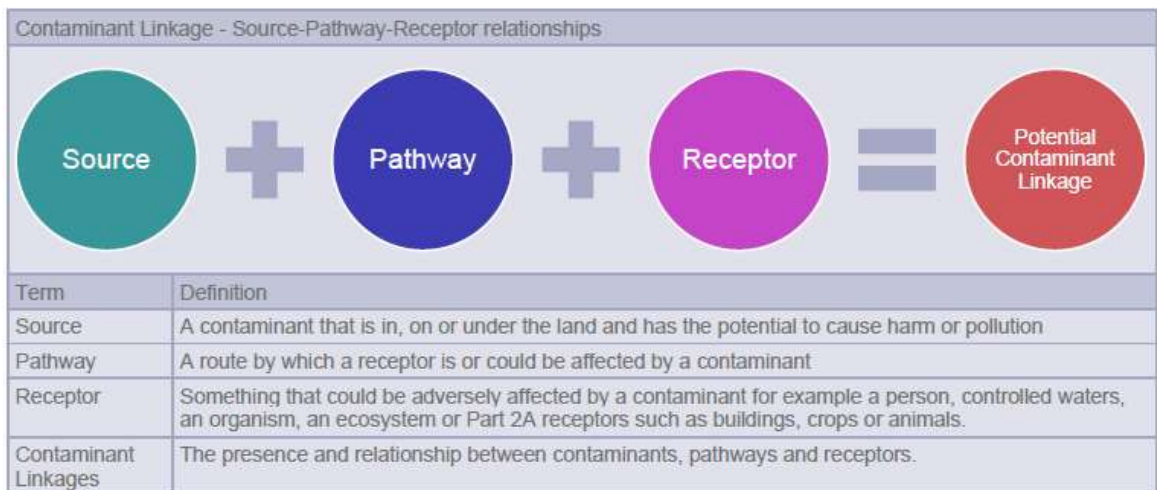 Contaminant Linkage - Source-Pathway-Receptor relationships
Source
Pathway
Receptor
Potential
Contaminant
Linkage
Term Definition
Source A contaminant that is in, on or under the land and has the potential to cause harm or pollution
Pathway A route by which a receptor is or could be affected by a contaminant
Receptor Something that could be adversely affected by a contaminant for example a person, controlled waters,
an organism, an ecosystem or Part 2A receptors such as buildings, crops or animals.
Contaminant The presence and relationship between contaminants, pathways and receptors.
Linkages